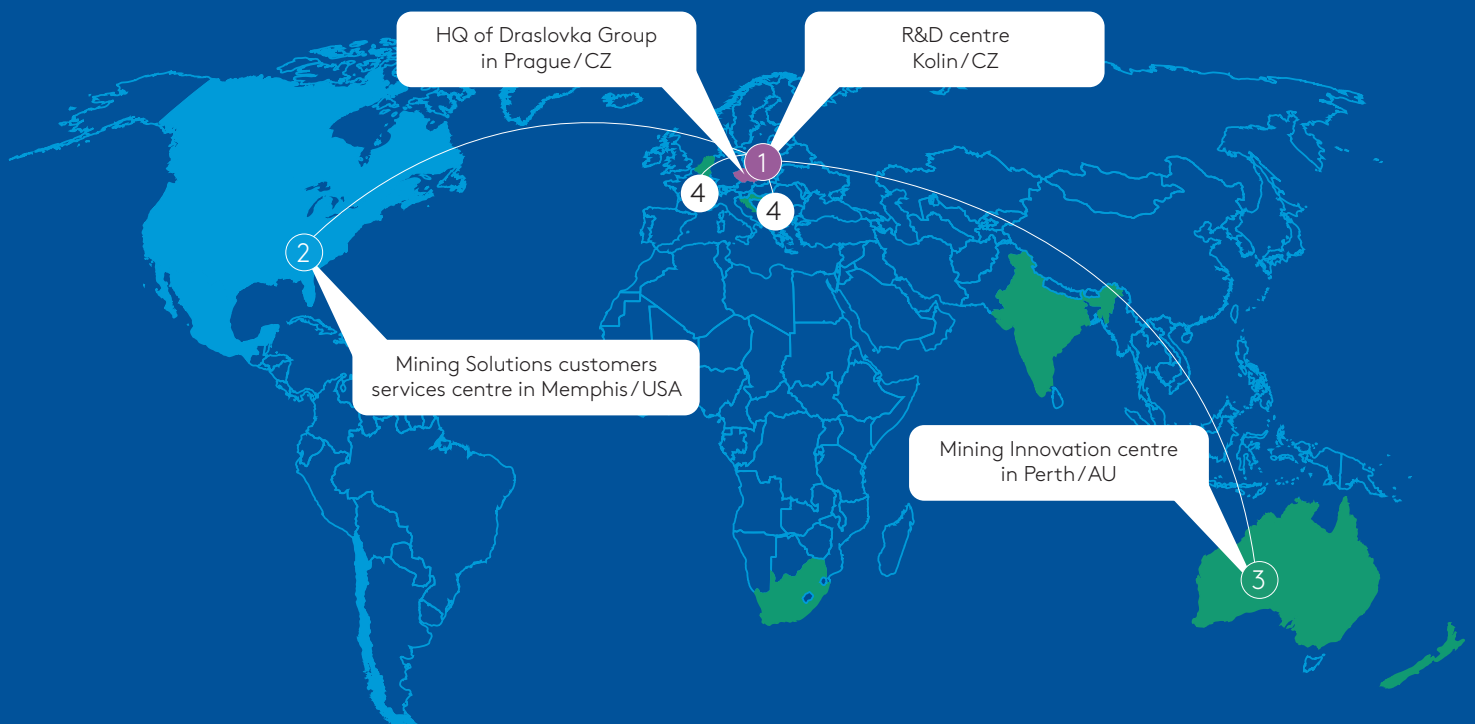 HQ of Draslovka Group
in Prague/CZ
R&D centre
Kolin/CZ
1
4
4
2
Mining Solutions customers
services centre in Memphis/USA
Mining Innovation centre
in Perth/AU
3